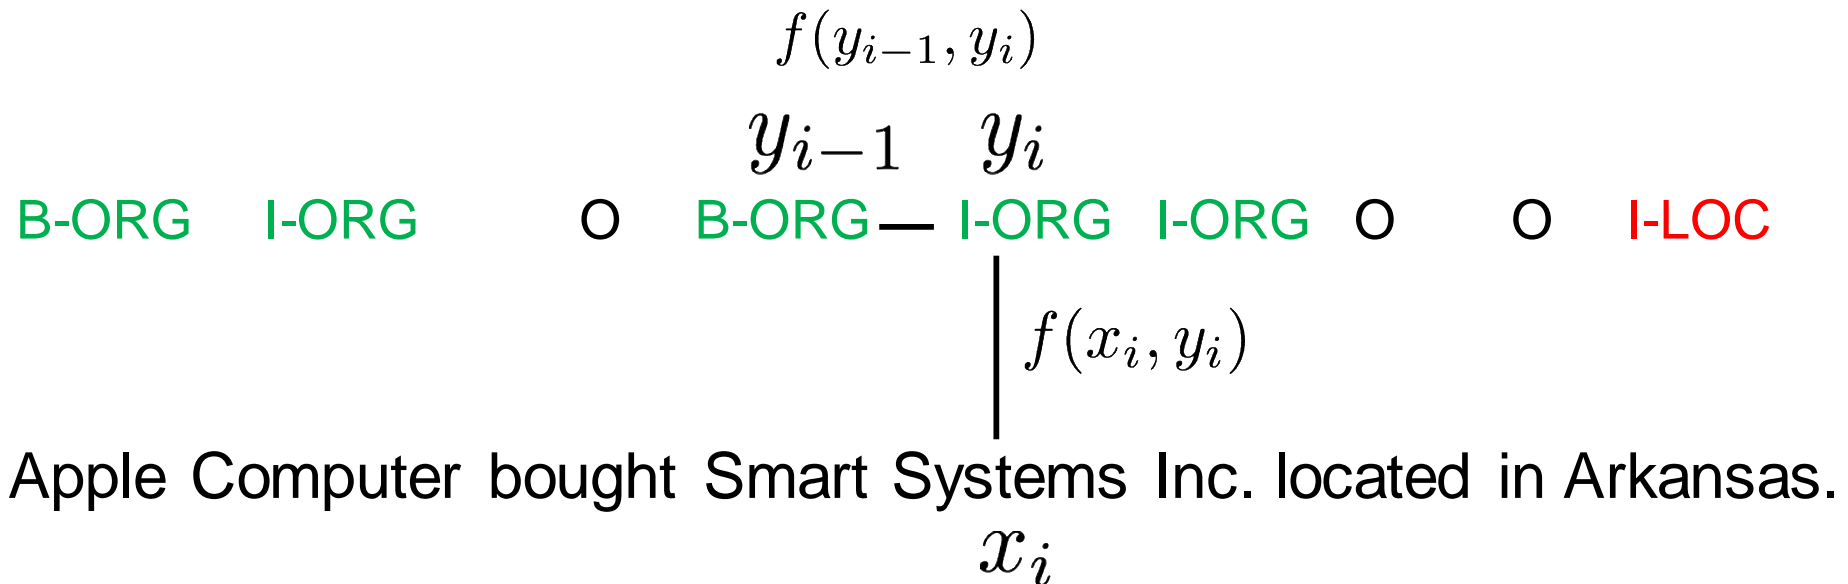 f(y_{i-1}, y_i)
y_{i-1} y_i
B-ORG I-ORG O B-ORG I-ORG I-ORG O O I-LOC
f(x_i, y_i)
Apple Computer bought Smart Systems Inc. located in Arkansas.
x_i